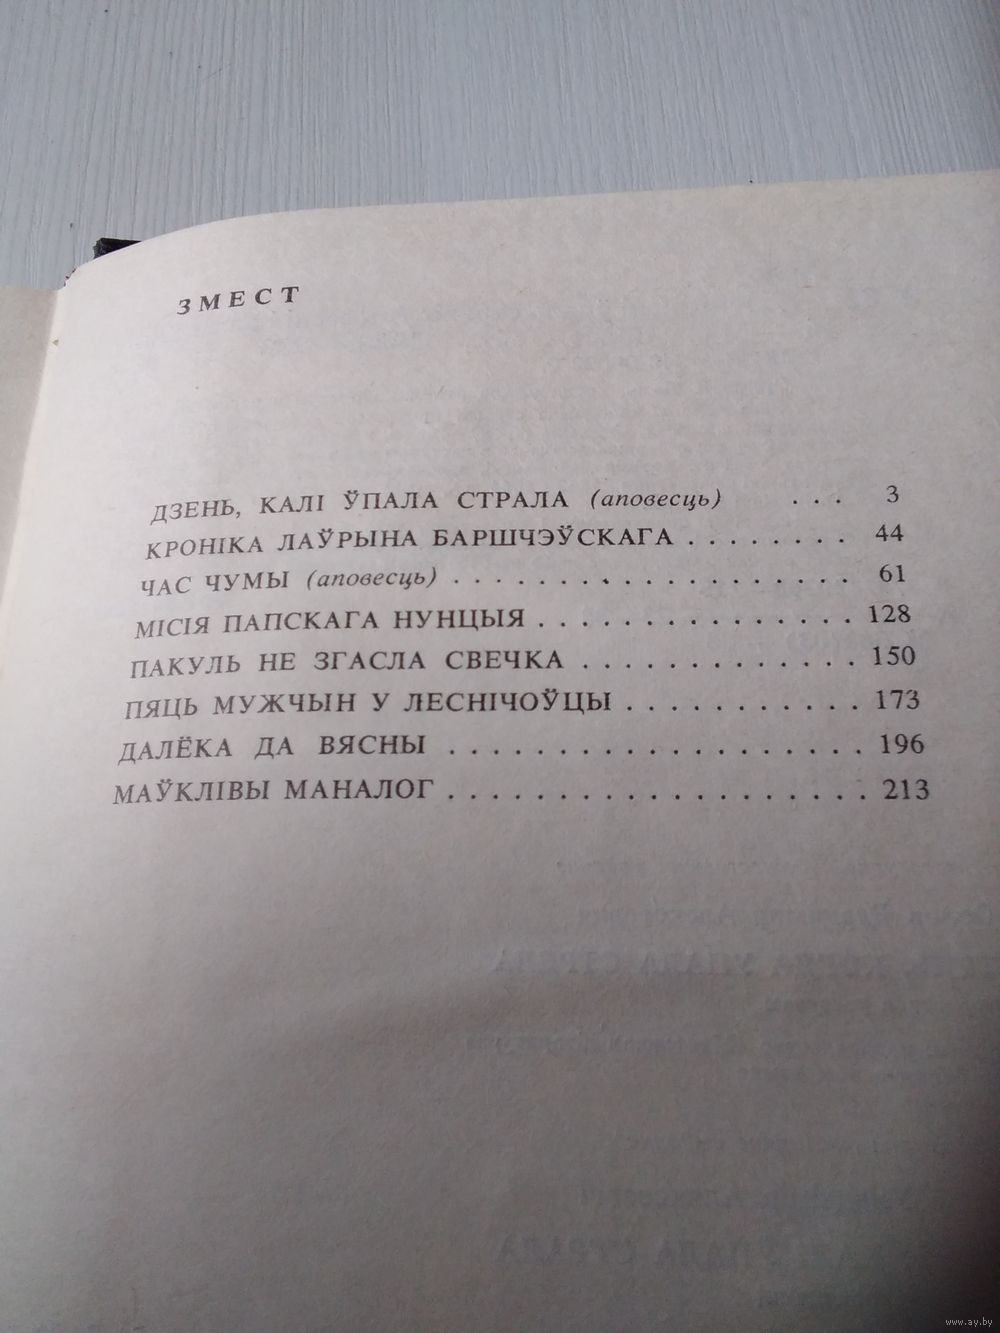 ЗМЕСТ
ДЗЕНЬ, КАЛІ ЎПАЛА СТРАЛА (аповесць) . . . 3
КРОНІКА ЛАЎРЫНА БАРШЧЭЎСКАГА . . . . . . . . 44
ЧАС ЧУМЫ (аповесць) . . . . . . . . . . . . . . . . . . . 61
МІСІЯ ПАПСКАГА НУНЦЫЯ . . . . . . . . . . . . . . . 128
ПАКУЛЬ НЕ ЗГАСЛА СВЕЧКА . . . . . . . . . . . . . 150
ПЯЦЬ МУЖЧЫН У ЛЕСНІЧОЎЦЫ . . . . . . . . . . . 173
ДАЛЁКА ДА ВЯСНЫ . . . . . . . . . . . . . . . . . . . 196
МАЎКЛІВЫ МАНАЛОГ . . . . . . . . . . . . . . . . . . . 213
www.ay.by